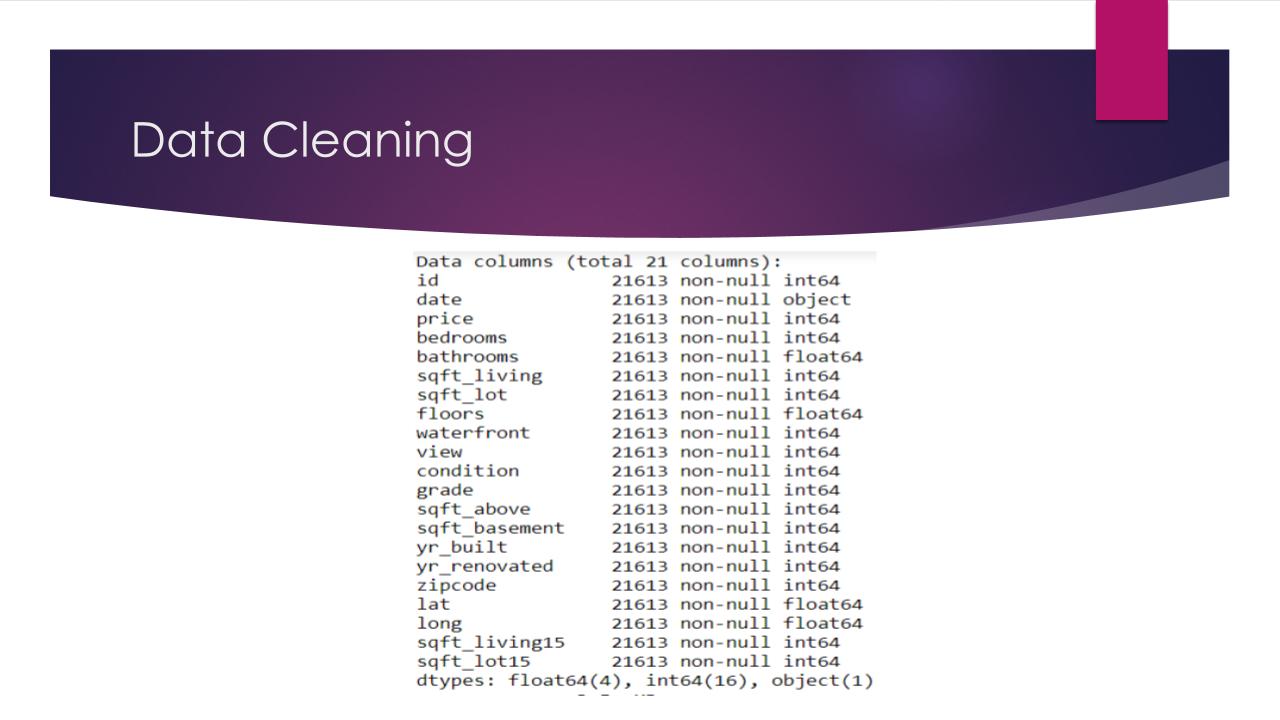 Data Cleaning
Data columns (total 21 columns):
id 21613 non-null int64
date 21613 non-null object
price 21613 non-null int64
bedrooms 21613 non-null int64
bathrooms 21613 non-null float64
sqft_living 21613 non-null int64
sqft_lot 21613 non-null int64
floors 21613 non-null float64
waterfront 21613 non-null int64
view 21613 non-null int64
condition 21613 non-null int64
grade 21613 non-null int64
sqft_above 21613 non-null int64
sqft_basement 21613 non-null int64
yr_built 21613 non-null int64
yr_renovated 21613 non-null int64
zipcode 21613 non-null int64
lat 21613 non-null float64
long 21613 non-null float64
sqft_living15 21613 non-null int64
sqft_lot15 21613 non-null int64
dtypes: float64(4), int64(16), object(1)